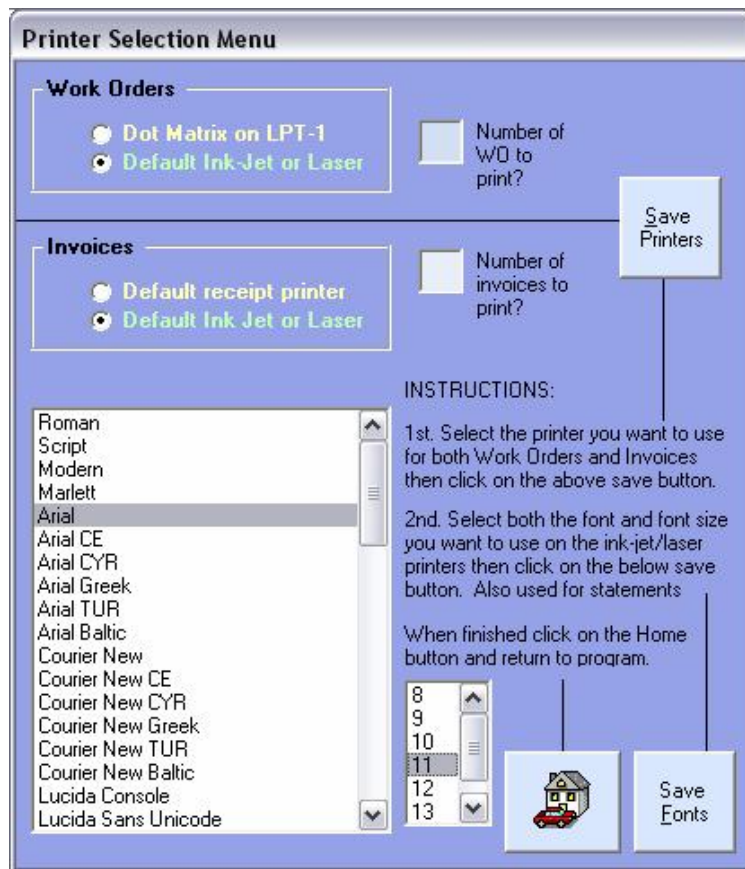 Printer Selection Menu
Work Orders
Dot Matrix on LPT-1
Default Ink-Jet or Laser
Number of
WO to
print?
Save
Printers
Invoices
Default receipt printer
Default Ink Jet or Laser
Number of
invoices to
print?
Roman
Script
Modern
Marlett
Arial
Arial CE
Arial CYR
Arial Greek
Arial TUR
Arial Baltic
Courier New
Courier New CE
Courier New CYR
Courier New Greek
Courier New TUR
Courier New Baltic
Lucida Console
Lucida Sans Unicode
INSTRUCTIONS:
1st. Select the printer you want to use
for both Work Orders and Invoices
then click on the above save button.
2nd. Select both the font and font size
you want to use on the ink-jet/laser
printers then click on the below save
button. Also used for statements
When finished click on the Home
button and return to program.
8
9
10
11
12
13
Save
Fonts